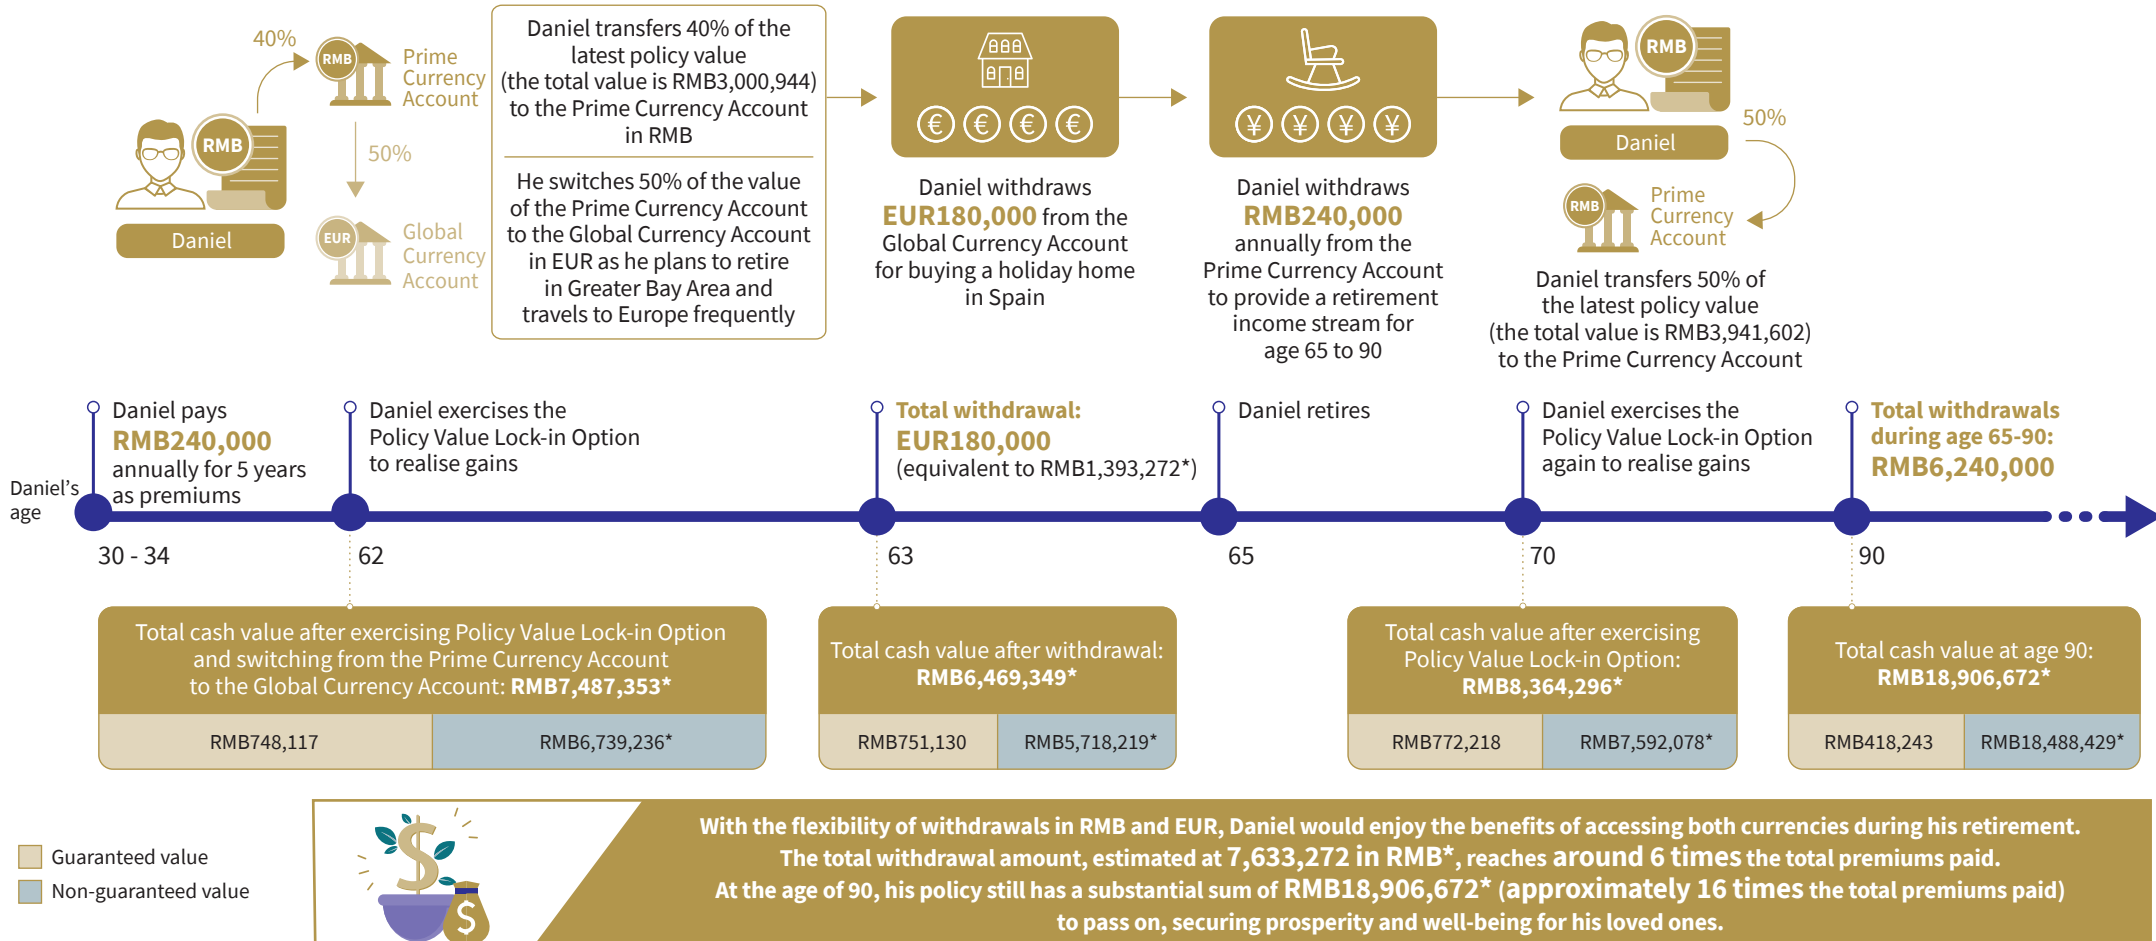 40%
RMB
Prime
Currency
Account
RMB
50%
Daniel
EUR
Global
Currency
Account
Daniel transfers 40% of the
latest policy value
(the total value is RMB3,000,944)
to the Prime Currency Account
in RMB
He switches 50% of the value
of the Prime Currency Account
to the Global Currency Account
in EUR as he plans to retire
in Greater Bay Area and
travels to Europe frequently
€ € € €
Daniel withdraws
EUR180,000 from the
Global Currency Account
for buying a holiday home
in Spain
¥ ¥ ¥ ¥
Daniel withdraws
RMB240,000
annually from the
Prime Currency Account
to provide a retirement
income stream for
age 65 to 90
RMB
50%
Daniel
RMB
Prime
Currency
Account
Daniel transfers 50% of
the latest policy value
(the total value is RMB3,941,602)
to the Prime Currency Account
Daniel's
age
Daniel pays
RMB240,000
annually for 5 years
as premiums
Daniel exercises the
Policy Value Lock-in Option
to realise gains
Total withdrawal:
EUR180,000
(equivalent to RMB1,393,272*)
Daniel retires
Daniel exercises the
Policy Value Lock-in Option
again to realise gains
Total withdrawals
during age 65-90:
RMB6,240,000
30 - 34
62
63
65
70
90
Total cash value after exercising Policy Value Lock-in Option
and switching from the Prime Currency Account
to the Global Currency Account: RMB7,487,353*
RMB748,117
RMB6,739,236*
Total cash value after withdrawal:
RMB6,469,349*
RMB751,130
RMB5,718,219*
Total cash value after exercising
Policy Value Lock-in Option:
RMB8,364,296*
RMB772,218
RMB7,592,078*
Total cash value at age 90:
RMB18,906,672*
RMB418,243
RMB18,488,429*
Guaranteed value
Non-guaranteed value
$
$
With the flexibility of withdrawals in RMB and EUR, Daniel would enjoy the benefits of accessing both currencies during his retirement.
The total withdrawal amount, estimated at 7,633,272 in RMB*, reaches around 6 times the total premiums paid.
At the age of 90, his policy still has a substantial sum of RMB18,906,672* (approximately 16 times the total premiums paid)
to pass on, securing prosperity and well-being for his loved ones.